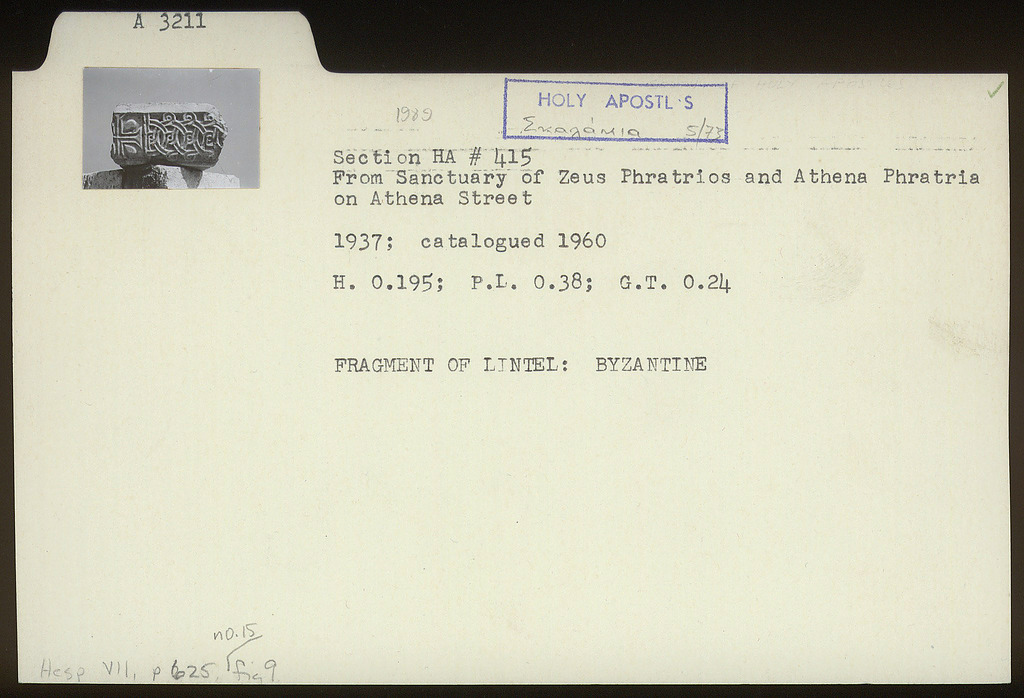 A 3211
1989
HOLY APOSTL S
Σκαλάκια 5/73
Section HA # 415
From Sanctuary of Zeus Phratrios and Athena Phratria
on Athena Street
1937; catalogued 1960
H. 0.195; P.L. 0.38; G.T. 0.24
FRAGMENT OF LINTEL: BYZANTINE
no. 15
Hesp VII, p 625, fig 9